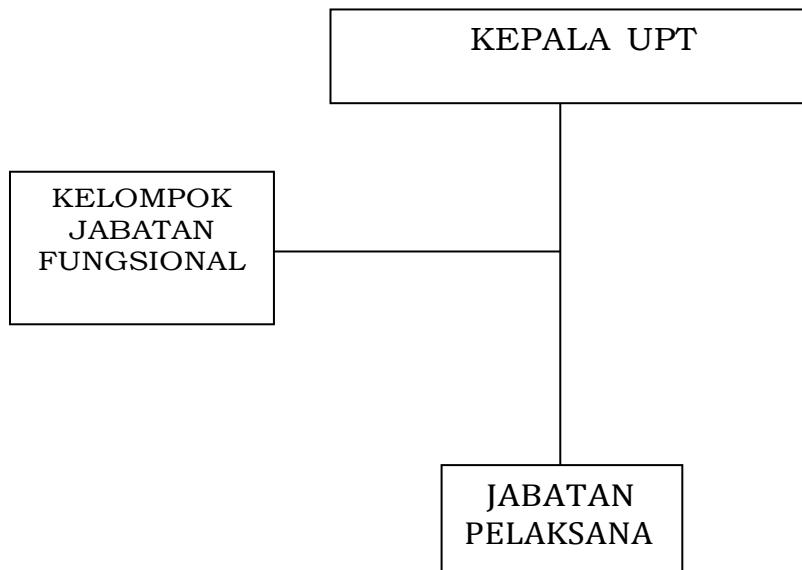 KEPALA UPT
KELOMPOK
JABATAN
FUNGSIONAL
JABATAN
PELAKSANA